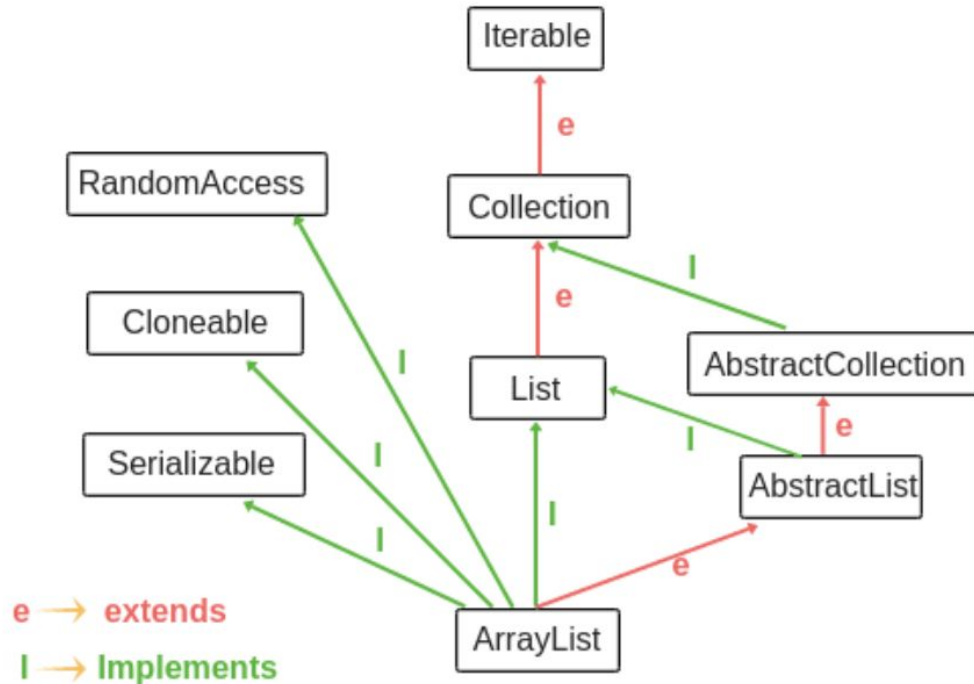 Iterable
e
RandomAccess
Collection
l
e
Cloneable
l
AbstractCollection
List
l
e
l
Serializable
AbstractList
l
l
e
e → extends
ArrayList
l → Implements